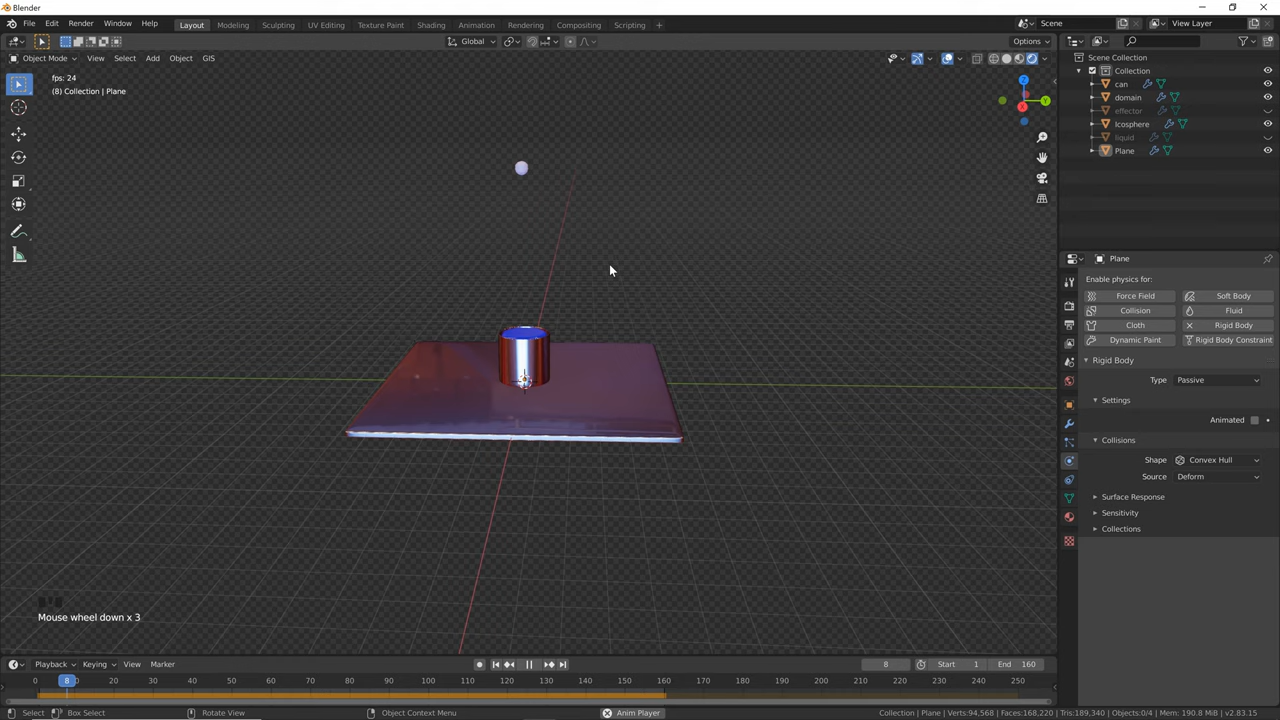 Blender
File Edit Render Window Help Layout Modeling Sculpting UV Editing Texture Paint Shading Animation Rendering Compositing Scripting + Scene View Layer
Global Options
Object Mode View Select Add Object GIS
fps: 24
(8) Collection | Plane
Mouse wheel down x 3
Scene Collection
Collection
can
domain
effector
Icosphere
liquid
Plane
Plane
Enable physics for:
Force Field Soft Body
Collision Fluid
Cloth Rigid Body
Dynamic Paint Rigid Body Constraint
Rigid Body
Type Passive
Settings
Animated
Collisions
Shape Convex Hull
Source Deform
Surface Response
Sensitivity
Collections
Playback Keying View Marker 8 Start 1 End 160
0 8 20 30 40 50 60 70 80 90 100 110 120 130 140 150 160 170 180 190 200 210 220 230 240 250
Select Box Select Rotate View Object Context Menu Anim Player Collection | Plane | Verts:94,568 | Faces:168,220 | Tris:189,340 | Objects:0/4 | Mem: 190.8 MiB | v2.83.15